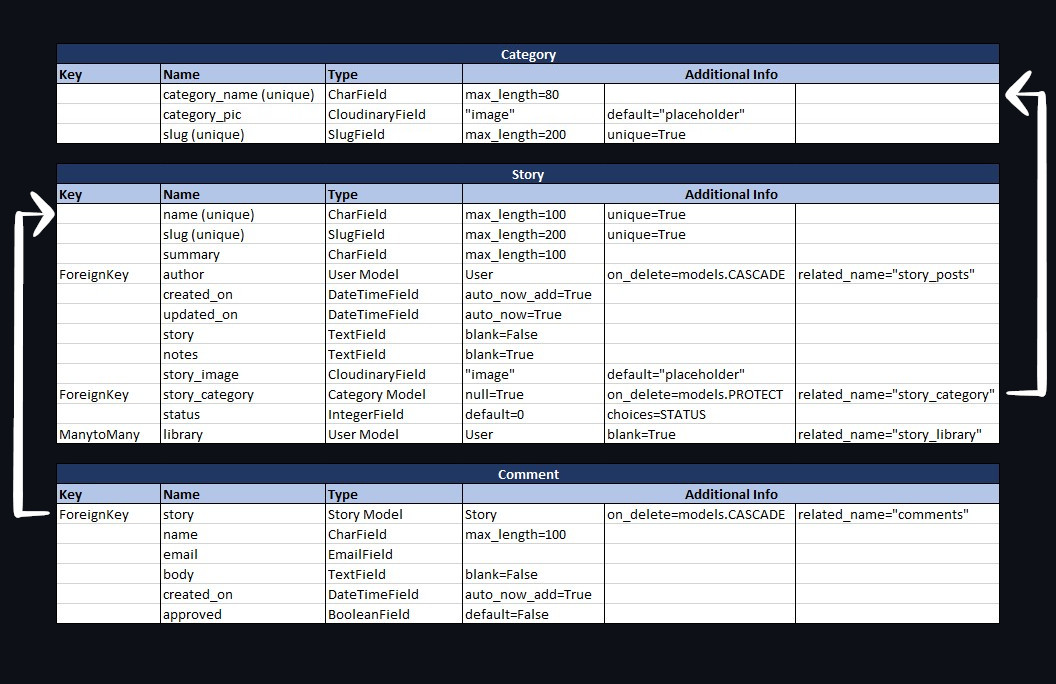 Category
Key Name Type Additional Info
category_name (unique) CharField max_length=80
category_pic CloudinaryField "image" default="placeholder"
slug (unique) SlugField max_length=200 unique=True
Story
Key Name Type Additional Info
name (unique) CharField max_length=100 unique=True
slug (unique) SlugField max_length=200 unique=True
summary CharField max_length=100
ForeignKey author User Model User on_delete=models.CASCADE related_name="story_posts"
created_on DateTimeField auto_now_add=True
updated_on DateTimeField auto_now=True
story TextField blank=False
notes TextField blank=True
story_image CloudinaryField "image" default="placeholder"
ForeignKey story_category Category Model null=True on_delete=models.PROTECT related_name="story_category"
status IntegerField default=0 choices=STATUS
ManytoMany library User Model User blank=True related_name="story_library"
Comment
Key Name Type Additional Info
ForeignKey story Story Model Story on_delete=models.CASCADE related_name="comments"
name CharField max_length=100
email EmailField
body TextField blank=False
created_on DateTimeField auto_now_add=True
approved BooleanField default=False